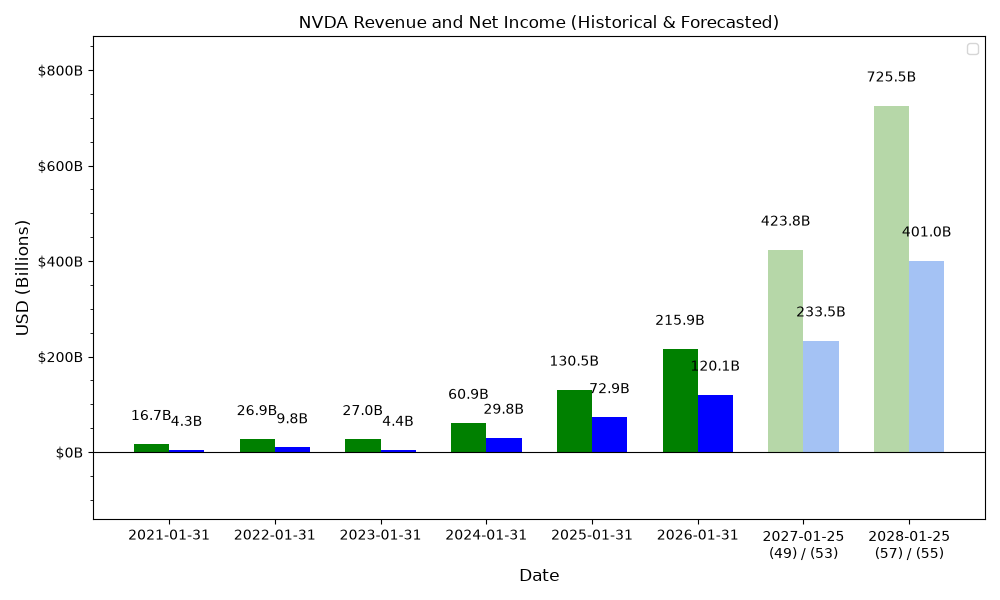 NVDA Revenue and Net Income (Historical & Forecasted)
$800B
$600B
$400B
$200B
$0B
USD (Billions)
16.7B
4.3B
26.9B
9.8B
27.0B
4.4B
60.9B
29.8B
130.5B
72.9B
215.9B
120.1B
423.8B
233.5B
725.5B
401.0B
2021-01-31
2022-01-31
2023-01-31
2024-01-31
2025-01-31
2026-01-31
2027-01-25
(49) / (53)
2028-01-25
(57) / (55)
Date